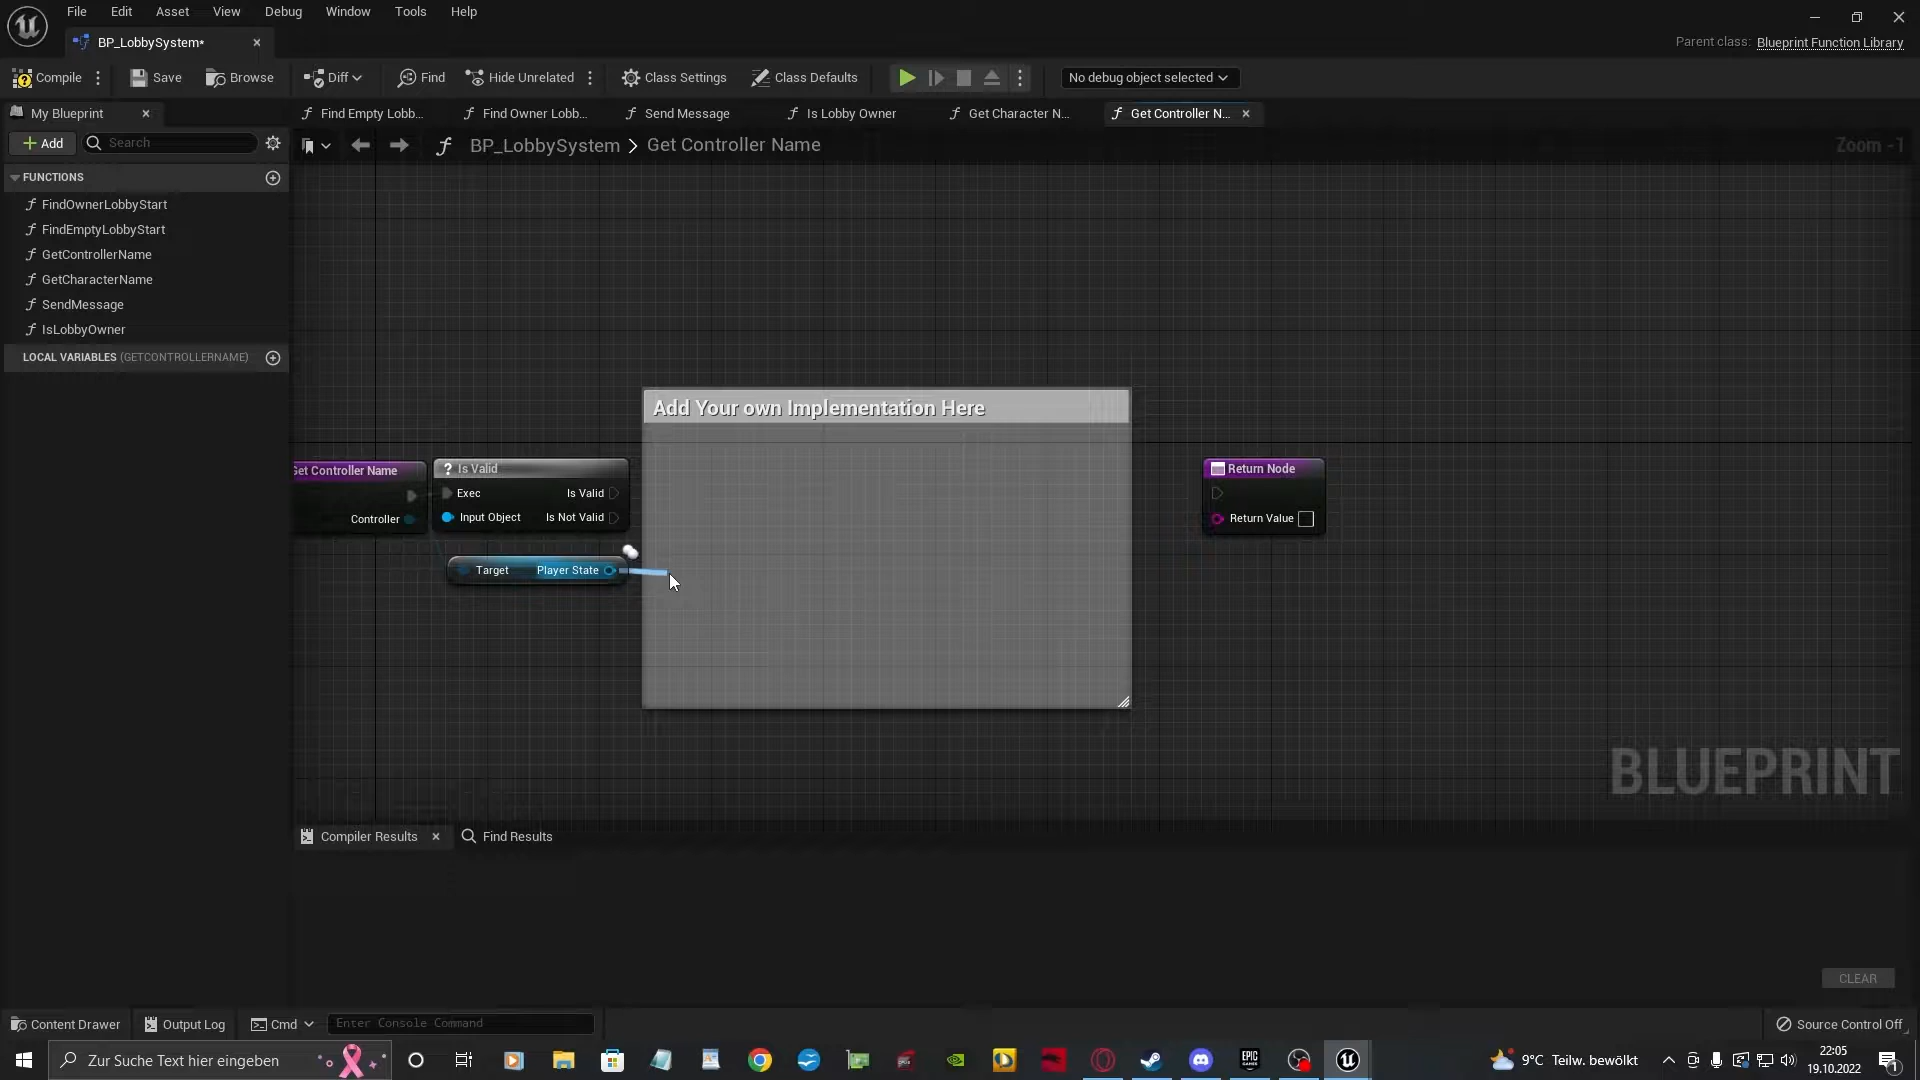 File Edit Asset View Debug Window Tools Help
BP_LobbySystem*
Parent class: Blueprint Function Library
Compile Save Browse Diff Find Hide Unrelated Class Settings Class Defaults No debug object selected
My Blueprint
Find Empty Lobb... Find Owner Lobb... Send Message Is Lobby Owner Get Character N... Get Controller N...
Add Search
BP_LobbySystem > Get Controller Name
Zoom -1
FUNCTIONS
FindOwnerLobbyStart
FindEmptyLobbyStart
GetControllerName
GetCharacterName
SendMessage
IsLobbyOwner
LOCAL VARIABLES (GETCONTROLLERNAME)
Add Your own Implementation Here
Get Controller Name
Controller
? Is Valid
Exec Is Valid
Input Object Is Not Valid
Target Player State
Return Node
Return Value
BLUEPRINT
Compiler Results Find Results
CLEAR
Content Drawer Output Log Cmd Enter Console Command Source Control Off
Zur Suche Text hier eingeben
EPIC GAMES
9°C Teilw. bewölkt
22:05
19.10.2022
1